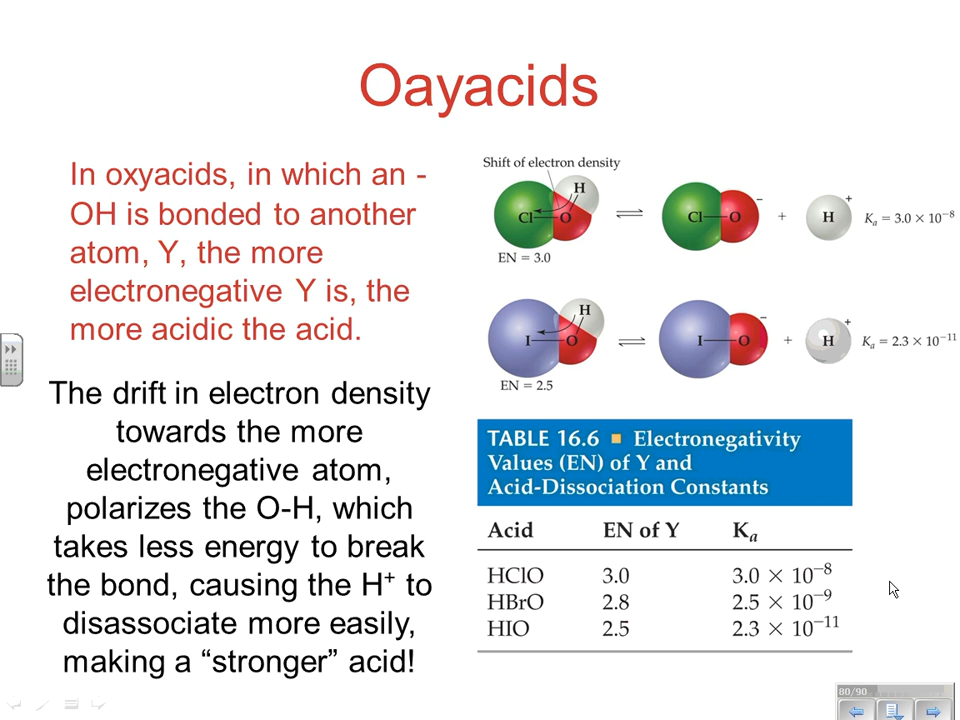 Oayacids
In oxyacids, in which an -
OH is bonded to another
atom, Y, the more
electronegative Y is, the
more acidic the acid.
The drift in electron density
towards the more
electronegative atom,
polarizes the O-H, which
takes less energy to break
the bond, causing the H⁺ to
disassociate more easily,
making a “stronger” acid!
Shift of electron density
H
Cl O
EN = 3.0
Cl O −
+
H +
Kₐ = 3.0 × 10⁻⁸
H
I O
EN = 2.5
I O −
+
H +
Kₐ = 2.3 × 10⁻¹¹
TABLE 16.6 ■ Electronegativity
Values (EN) of Y and
Acid-Dissociation Constants
Acid EN of Y Kₐ
HClO 3.0 3.0 × 10⁻⁸
HBrO 2.8 2.5 × 10⁻⁹
HIO 2.5 2.3 × 10⁻¹¹
80/90